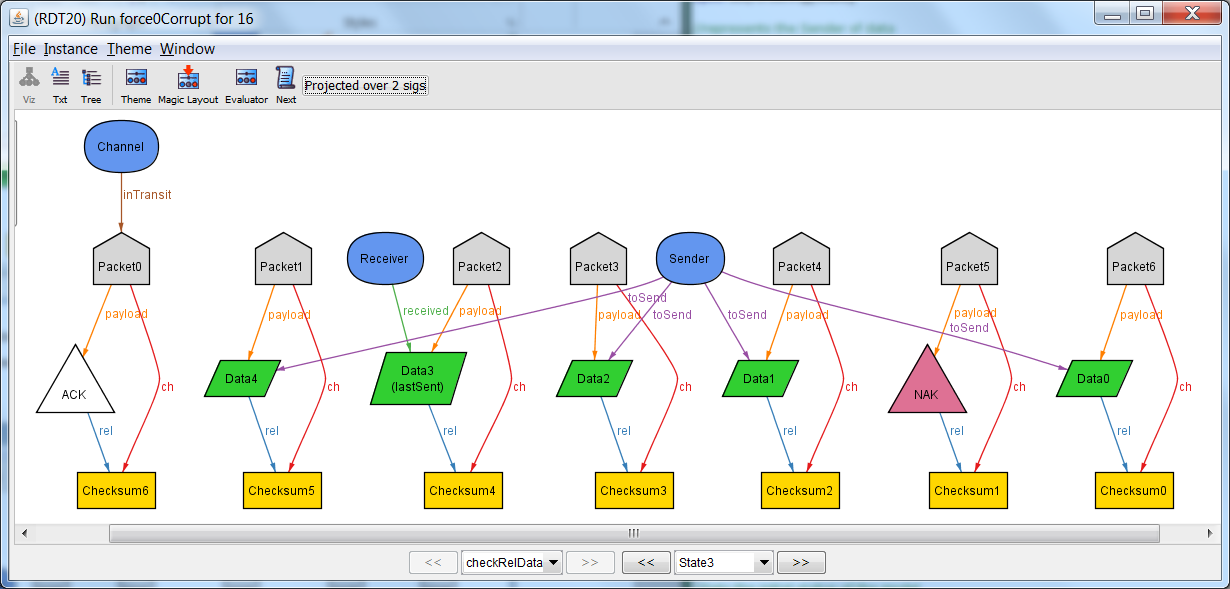 (RDT20) Run force0Corrupt for 16
File Instance Theme Window
Viz Txt Tree Theme Magic Layout Evaluator Next Projected over 2 sigs
Channel
inTransit
Packet0 Packet1 Receiver Packet2 Packet3 Sender Packet4 Packet5 Packet6
payload payload received payload payload toSend toSend toSend payload payload toSend payload
ACK ch Data4 ch Data3 ch Data2 ch Data1 ch NAK ch Data0 ch
(lastSent)
rel rel rel rel rel rel rel
Checksum6 Checksum5 Checksum4 Checksum3 Checksum2 Checksum1 Checksum0
<< checkRelData >> << State3 >>